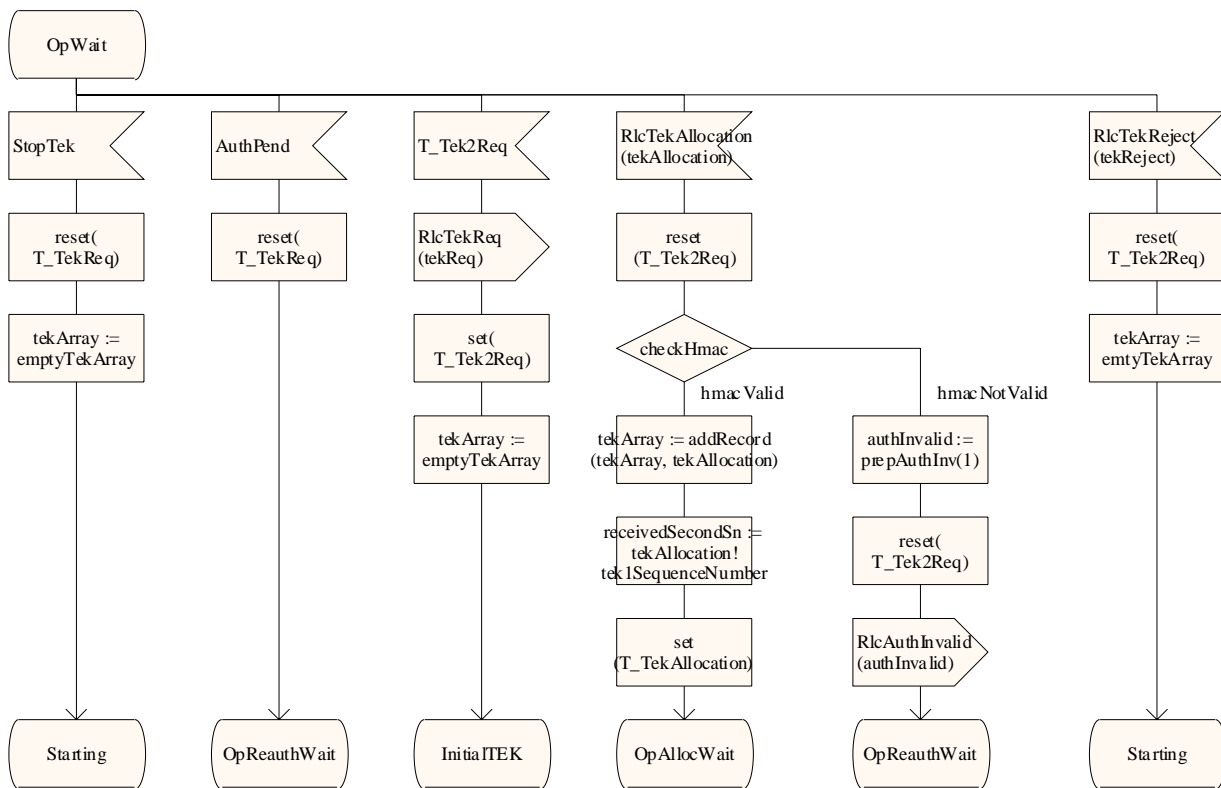 OpWait
StopTek
AuthPend
T_Tek2Req
RlcTekAllocation
(tekAllocation)
RlcTekReject
(tekReject)
reset(
T_TekReq)
reset(
T_TekReq)
RlcTekReq
(tekReq)
reset
(T_Tek2Req)
reset(
T_Tek2Req)
tekArray :=
emptyTekArray
set(
T_Tek2Req)
checkHmac
tekArray :=
emtyTekArray
hmacValid
hmacNotValid
tekArray :=
emptyTekArray
tekArray := addRecord
(tekArray, tekAllocation)
authInvalid :=
prepAuthInv(1)
receivedSecondSn :=
tekAllocation!
tek1SequenceNumber
reset(
T_Tek2Req)
set
(T_TekAllocation)
RlcAuthInvalid
(authInvalid)
Starting
OpReauthWait
InitialTEK
OpAllocWait
OpReauthWait
Starting